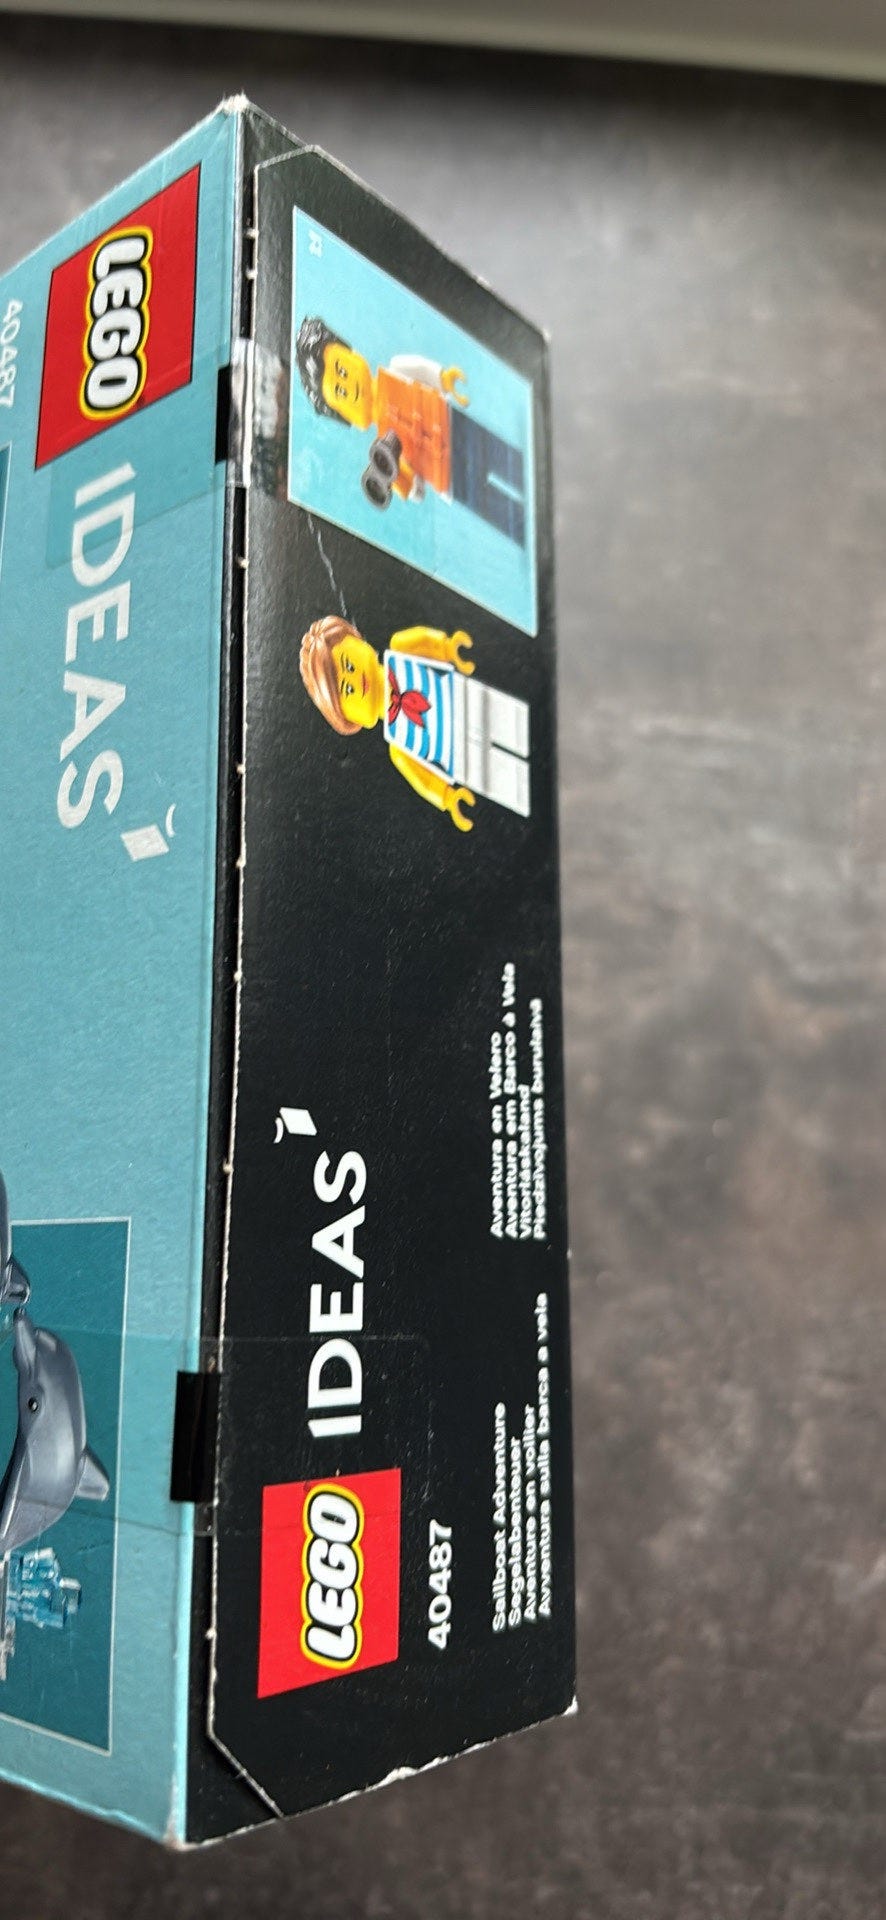 LEGO
IDEAS
40487
LEGO
IDEAS
40487
Sailboat Adventure
Segelabenteuer
Aventure en voilier
Avventura sulla barca a vela
Aventura en Velero
Aventura em Barco à Vela
Vitorláskaland
Piedzīvojums burulaivā